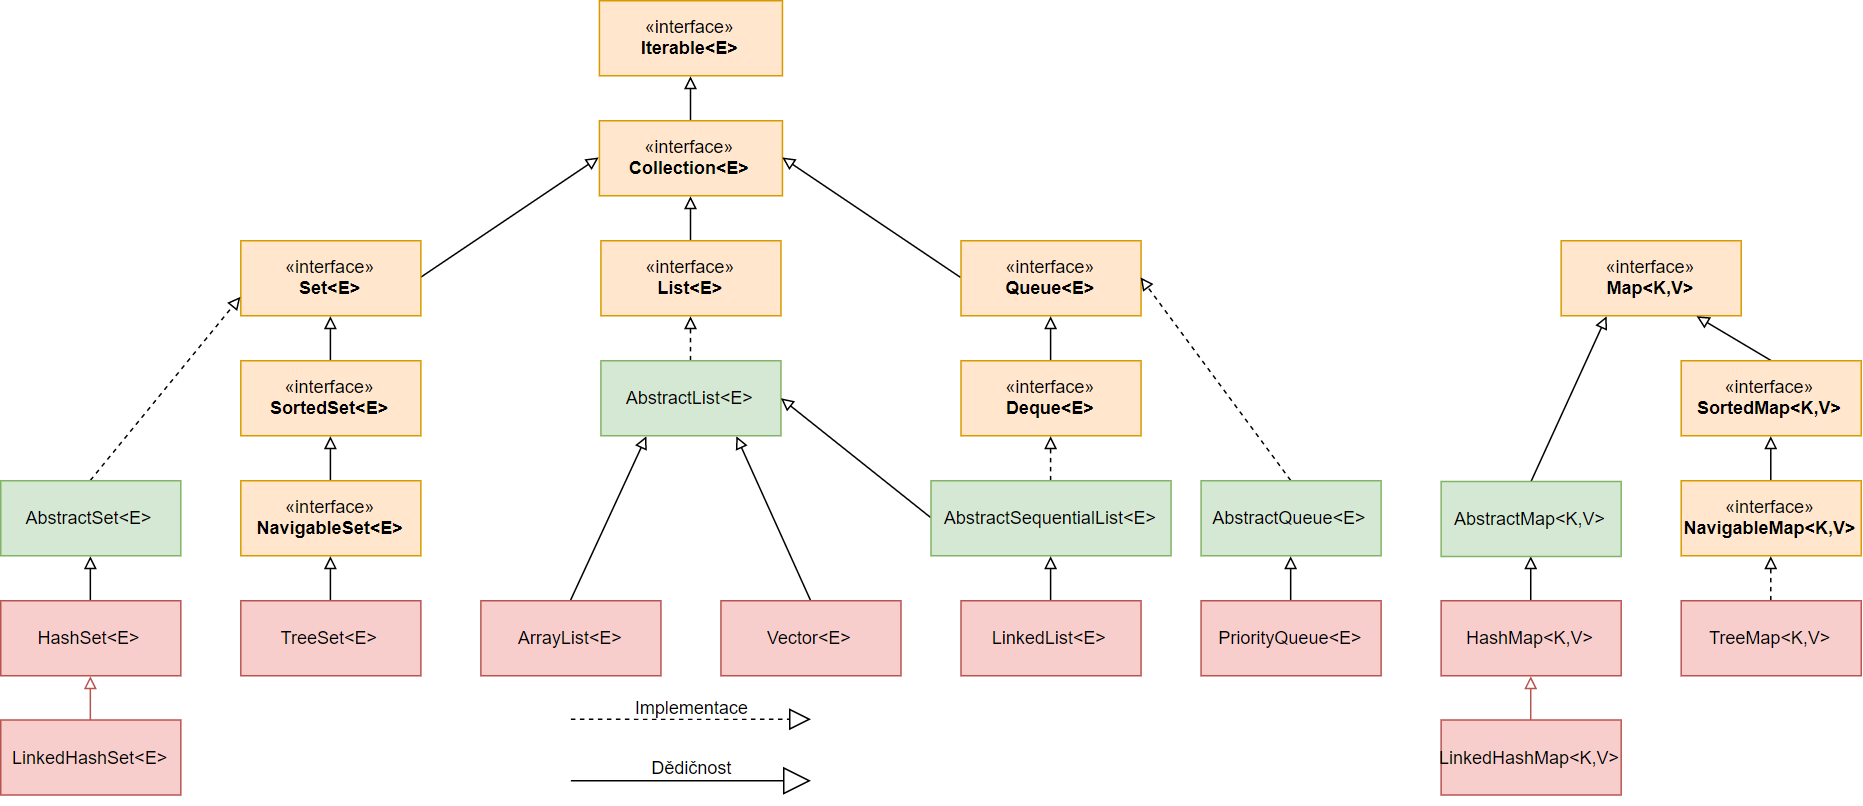 «interface»
Iterable<E>
«interface»
Collection<E>
«interface»
Set<E>
«interface»
List<E>
«interface»
Queue<E>
«interface»
Map<K,V>
«interface»
SortedSet<E>
AbstractList<E>
«interface»
Deque<E>
«interface»
SortedMap<K,V>
AbstractSet<E>
«interface»
NavigableSet<E>
AbstractSequentialList<E>
AbstractQueue<E>
AbstractMap<K,V>
«interface»
NavigableMap<K,V>
HashSet<E>
TreeSet<E>
ArrayList<E>
Vector<E>
LinkedList<E>
PriorityQueue<E>
HashMap<K,V>
TreeMap<K,V>
Implementace
LinkedHashSet<E>
Dědičnost
LinkedHashMap<K,V>